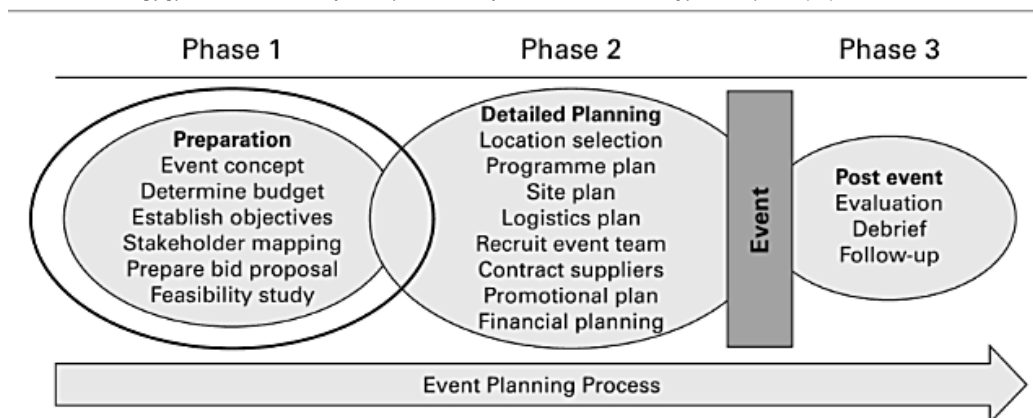 Phase 1
Phase 2
Phase 3
Preparation
Event concept
Determine budget
Establish objectives
Stakeholder mapping
Prepare bid proposal
Feasibility study
Detailed Planning
Location selection
Programme plan
Site plan
Logistics plan
Recruit event team
Contract suppliers
Promotional plan
Financial planning
Event
Post event
Evaluation
Debrief
Follow-up
Event Planning Process